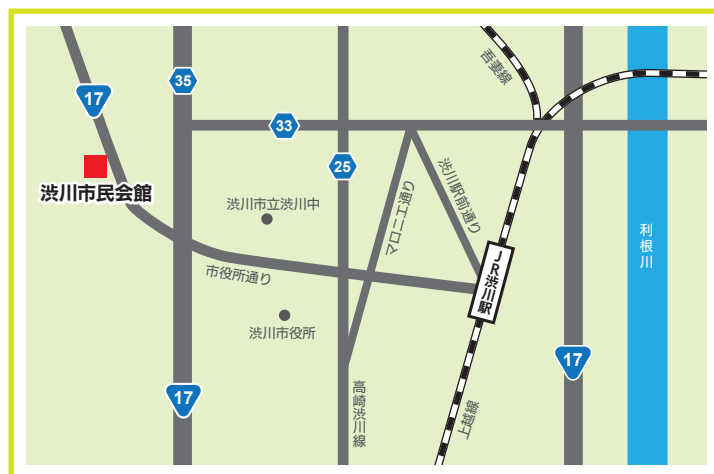 吾妻線
35
17
33
25
渋川市民会館
渋川市立渋川中
マロニエ通り
渋川駅前通り
利根川
JR渋川駅
市役所通り
渋川市役所
17
17
高崎渋川線
上越線